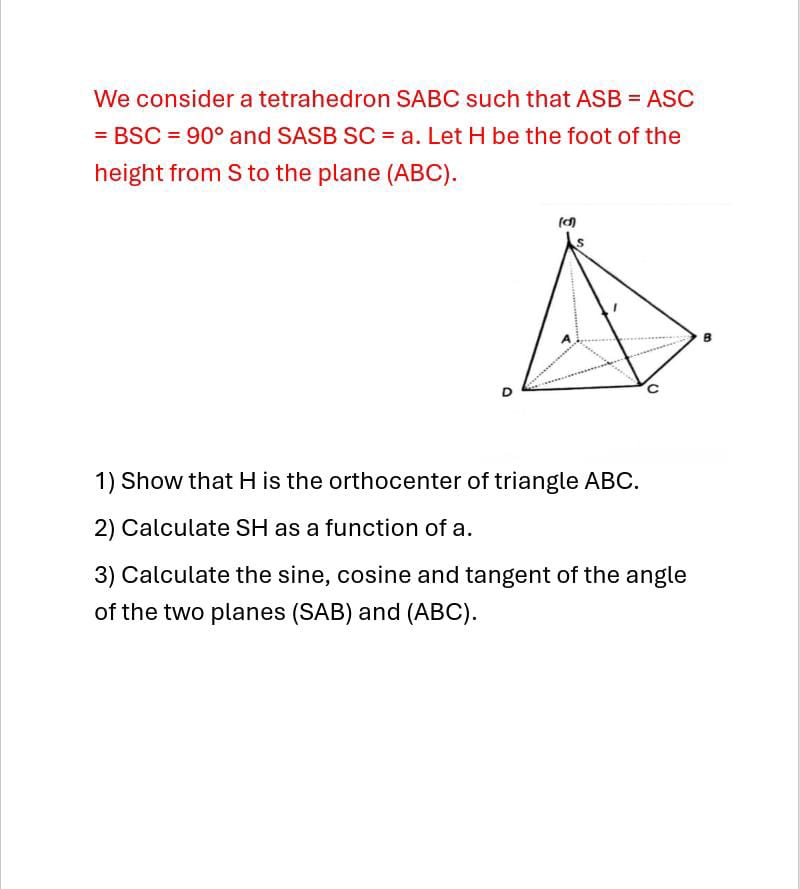 We consider a tetrahedron SABC such that ASB = ASC
= BSC = 90° and SASB SC = a. Let H be the foot of the
height from S to the plane (ABC).
(d)
S
I
A
B
D
C
1) Show that H is the orthocenter of triangle ABC.
2) Calculate SH as a function of a.
3) Calculate the sine, cosine and tangent of the angle
of the two planes (SAB) and (ABC).